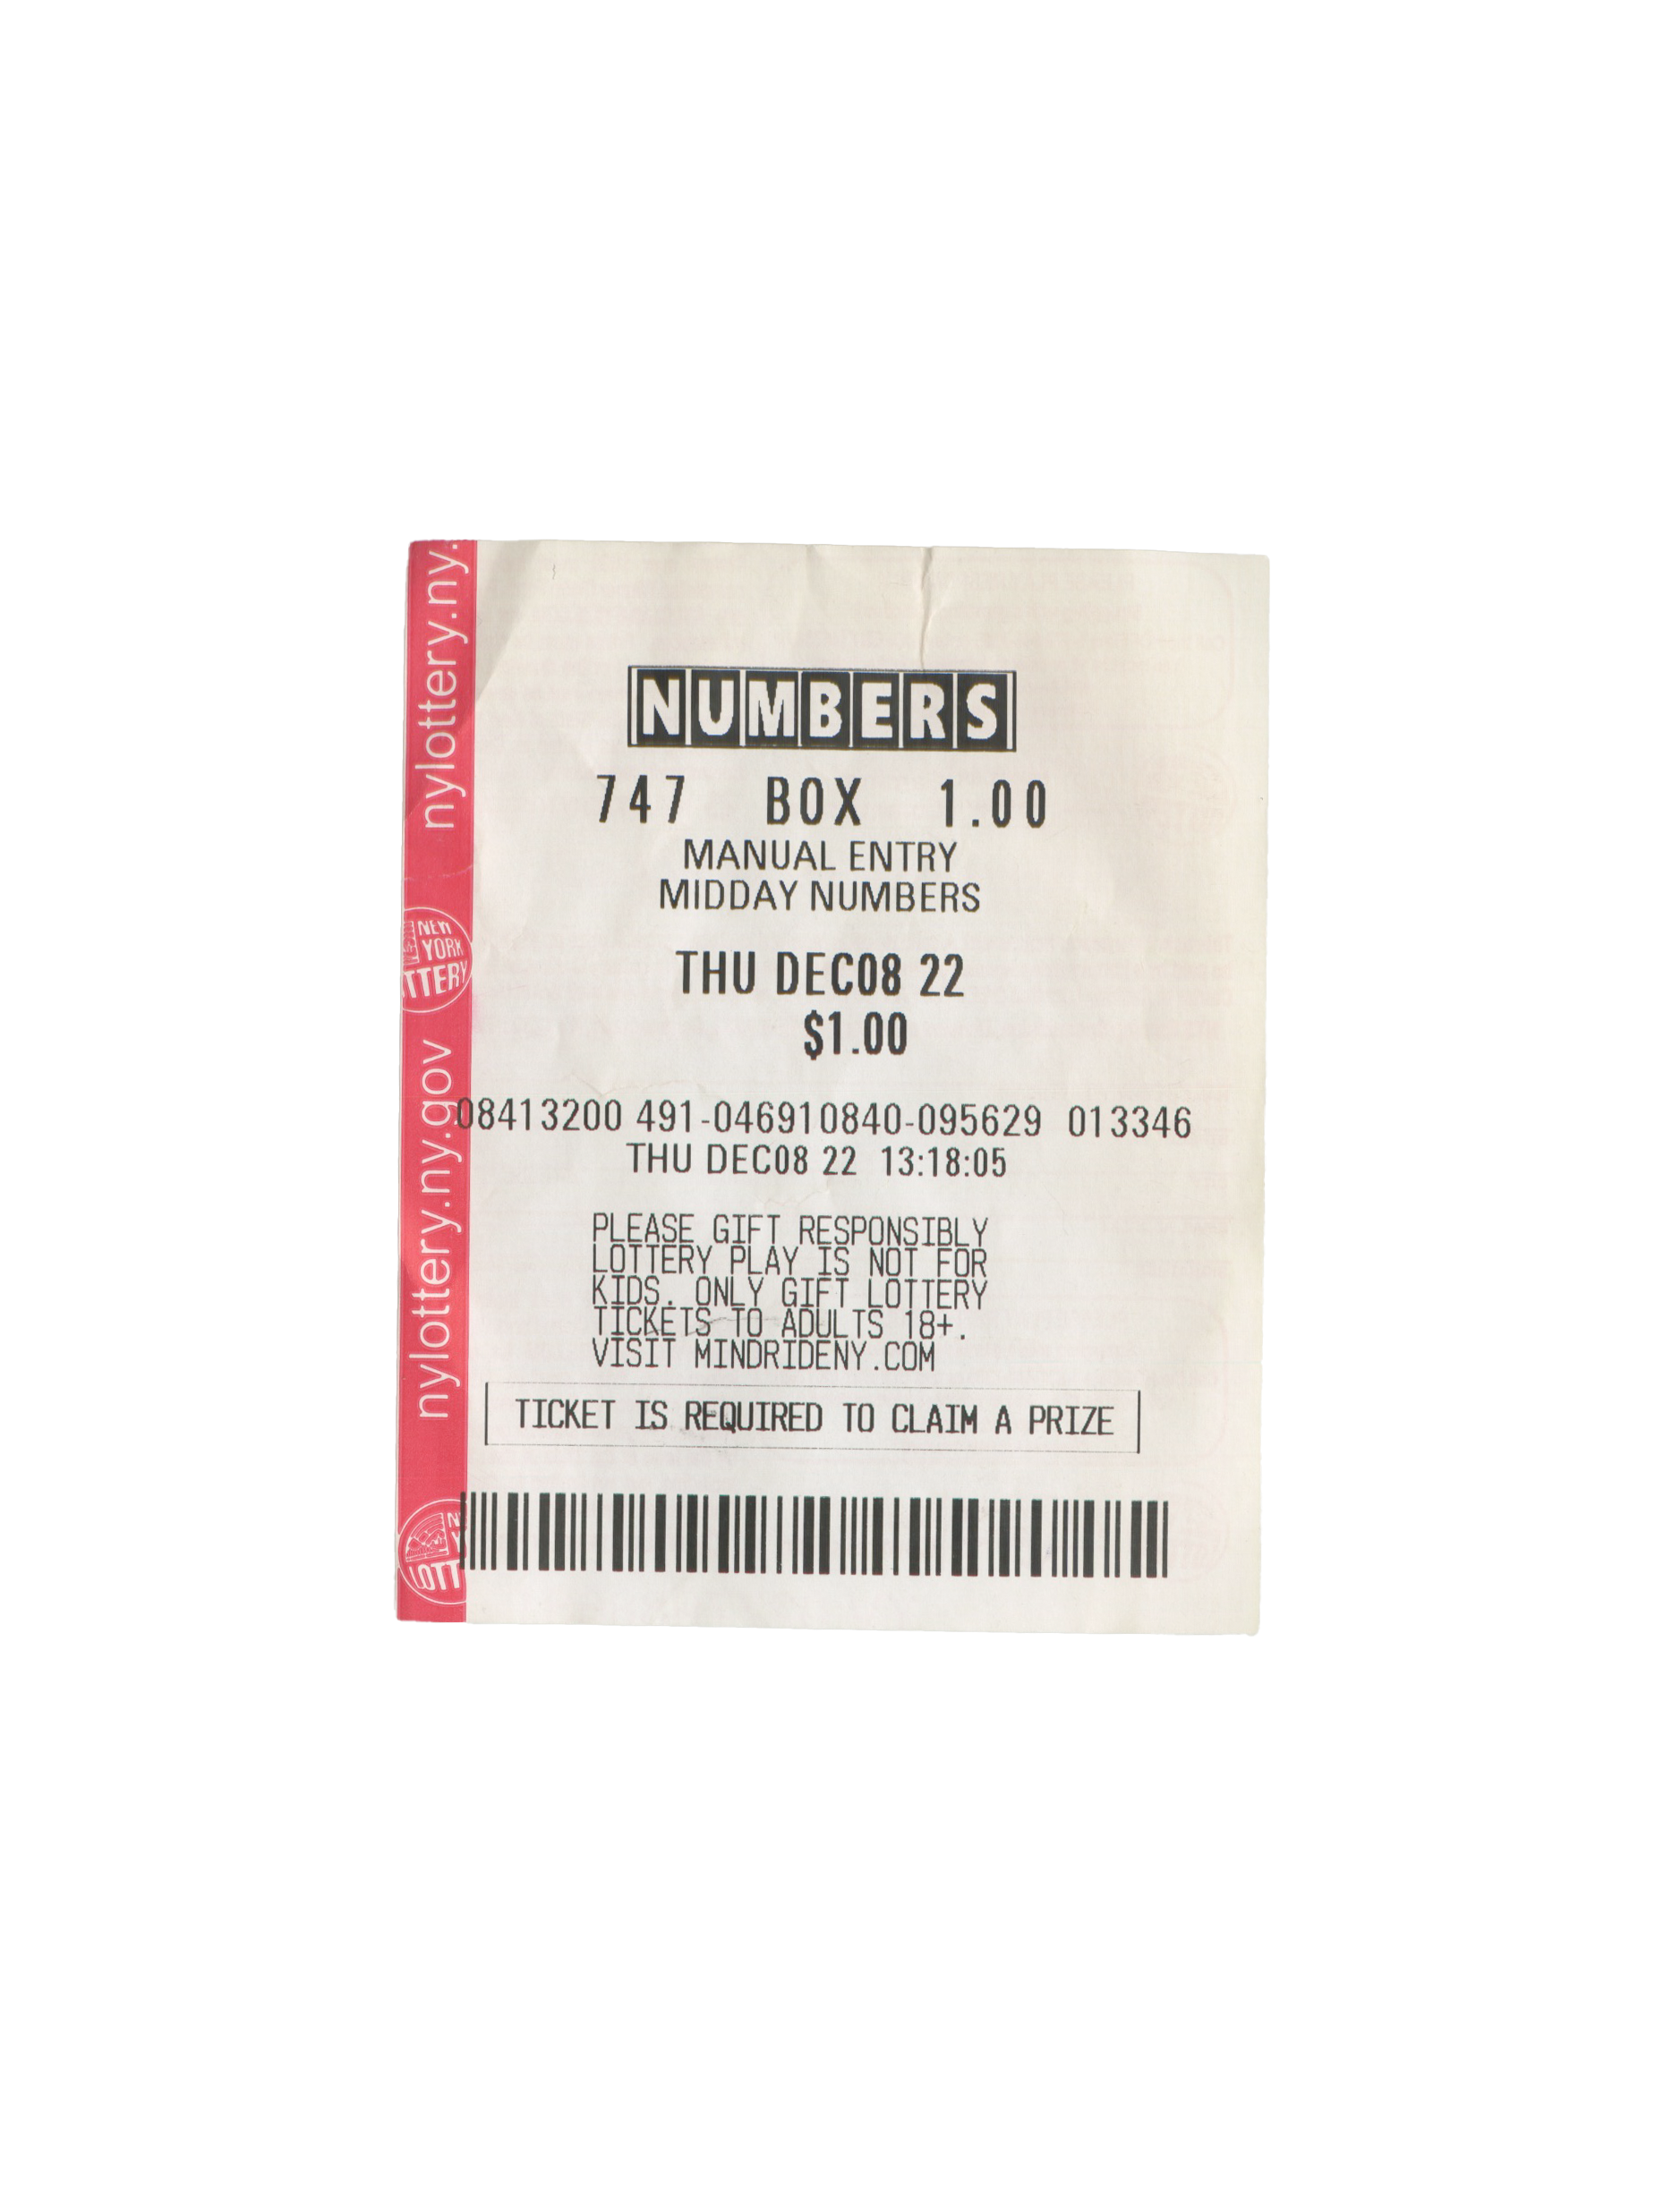 nylottery.ny.
NEW
YORK
TTERY
nylottery.ny.gov
LOTT
NUMBERS
747 BOX 1.00
MANUAL ENTRY
MIDDAY NUMBERS
THU DEC08 22
$1.00
08413200 491-046910840-095629 013346
THU DEC08 22 13:18:05
PLEASE GIFT RESPONSIBLY
LOTTERY PLAY IS NOT FOR
KIDS. ONLY GIFT LOTTERY
TICKETS TO ADULTS 18+.
VISIT MINDRIDENY.COM
TICKET IS REQUIRED TO CLAIM A PRIZE